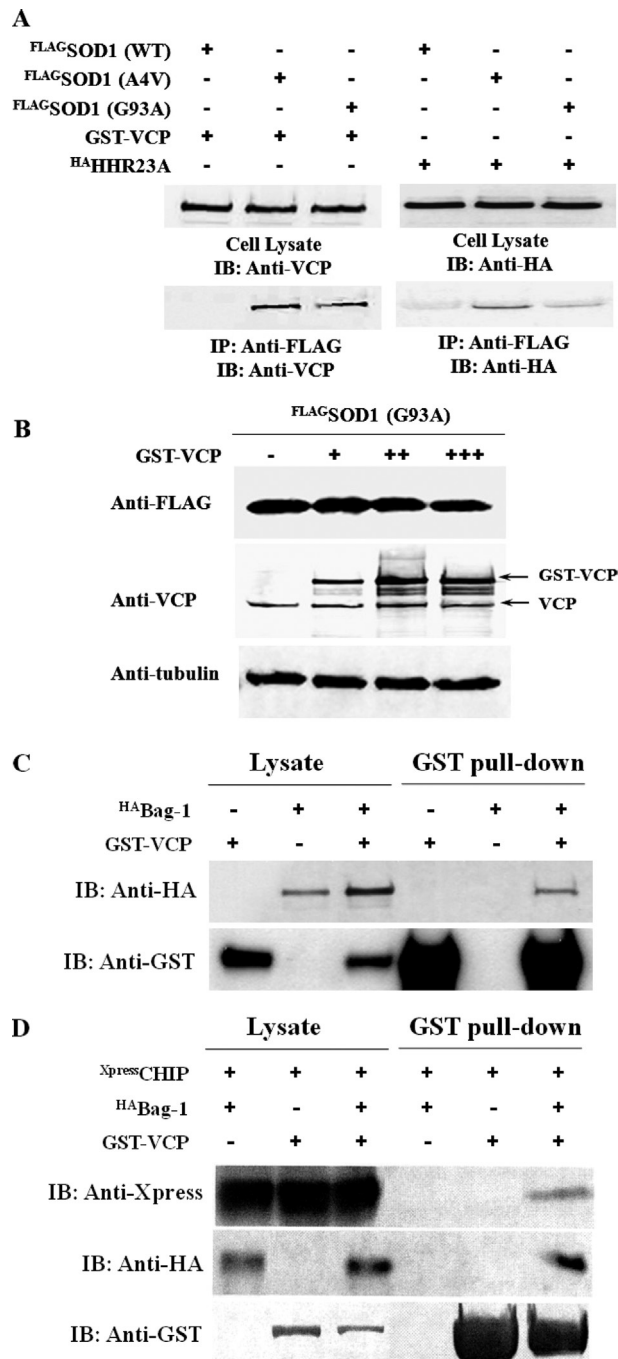 A
FLAGSOD1 (WT) + - - + - -
FLAGSOD1 (A4V) - + - - + -
FLAGSOD1 (G93A) - - + - - +
GST-VCP + + + - - -
HAHHR23A - - - + + +
Cell Lysate
IB: Anti-VCP
Cell Lysate
IB: Anti-HA
IP: Anti-FLAG
IB: Anti-VCP
IP: Anti-FLAG
IB: Anti-HA
B
FLAGSOD1 (G93A)
GST-VCP - + ++ +++
Anti-FLAG
Anti-VCP
GST-VCP
VCP
Anti-tubulin
C
Lysate GST pull-down
HABag-1 - + + - + +
GST-VCP + - + + - +
IB: Anti-HA
IB: Anti-GST
D
Lysate GST pull-down
XpressCHIP + + + + + +
HABag-1 + - + + - +
GST-VCP - + + - + +
IB: Anti-Xpress
IB: Anti-HA
IB: Anti-GST